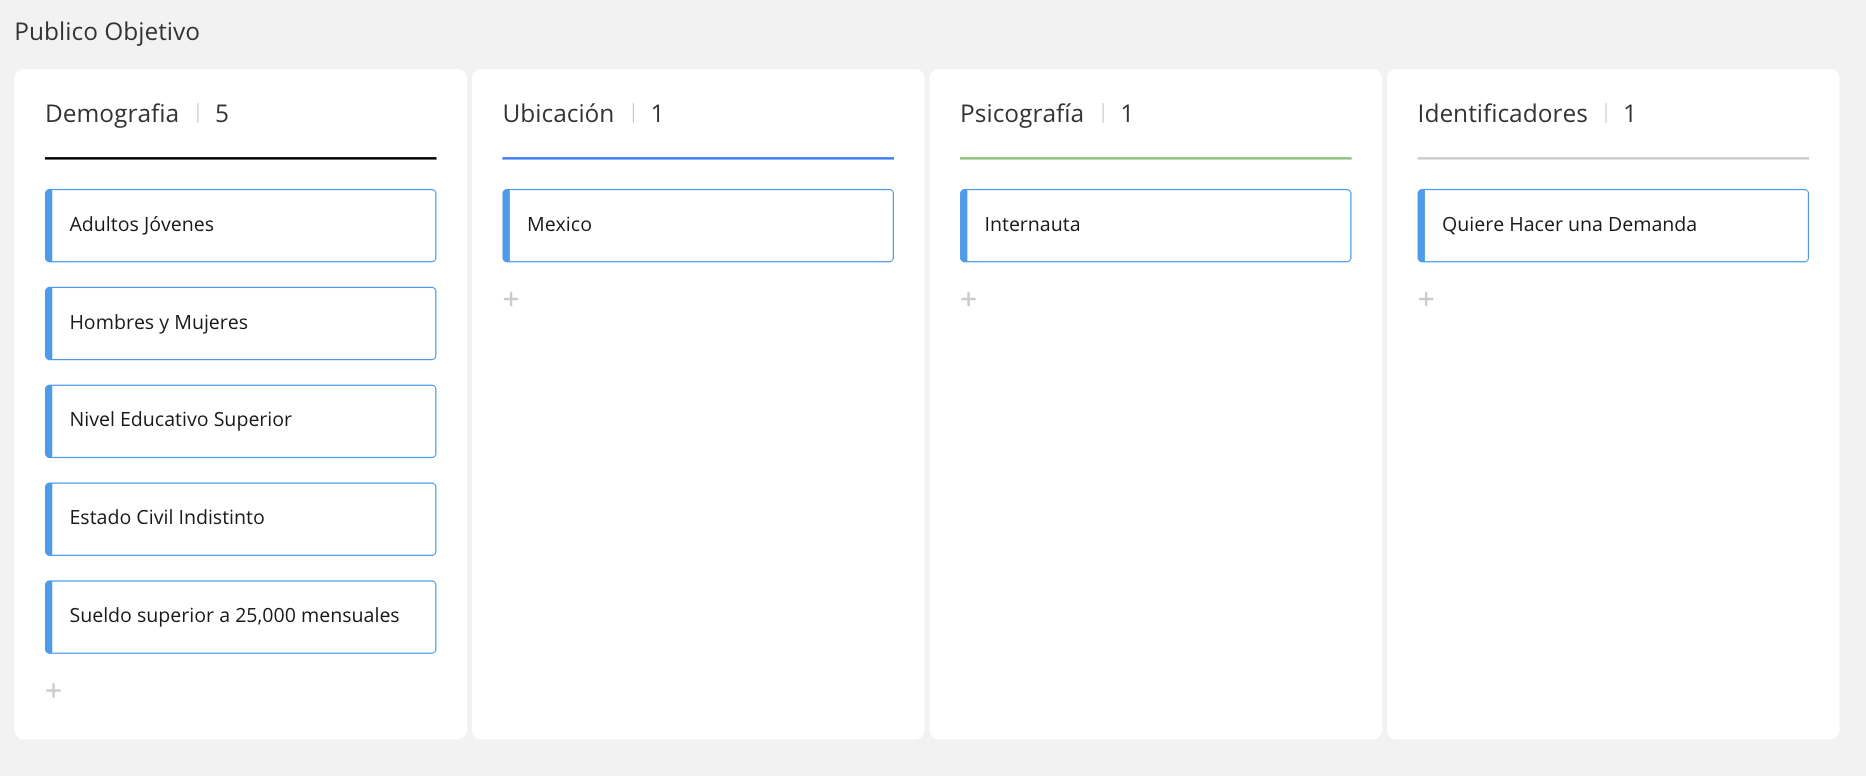 Publico Objetivo
Demografia | 5
Adultos Jóvenes
Hombres y Mujeres
Nivel Educativo Superior
Estado Civil Indistinto
Sueldo superior a 25,000 mensuales
+
Ubicación | 1
Mexico
+
Psicografía | 1
Internauta
+
Identificadores | 1
Quiere Hacer una Demanda
+